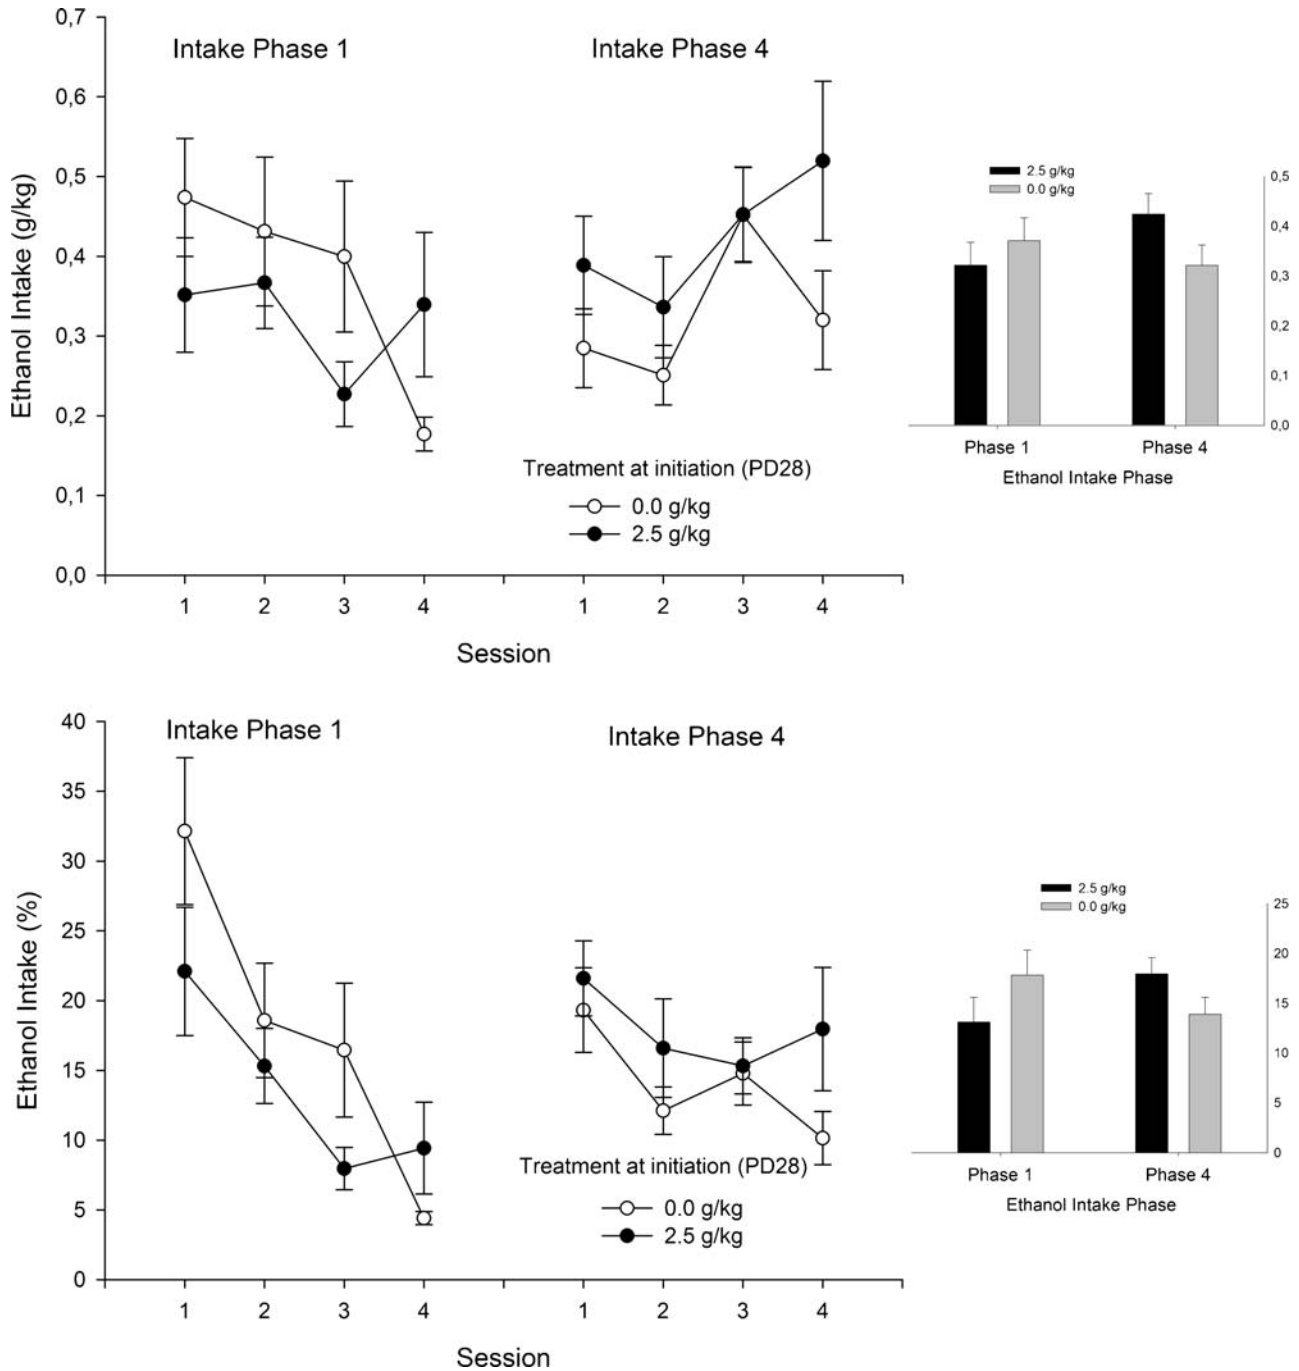 0,7
Intake Phase 1
Intake Phase 4
0,6
0,5
0,4
0,3
0,2
0,1
0,0
Ethanol Intake (g/kg)
Treatment at initiation (PD28)
0.0 g/kg
2.5 g/kg
1 2 3 4 1 2 3 4
Session
2.5 g/kg
0.0 g/kg
0,5
0,4
0,3
0,2
0,1
0,0
Phase 1 Phase 4
Ethanol Intake Phase
40
Intake Phase 1
Intake Phase 4
35
30
25
20
15
10
5
0
Ethanol Intake (%)
Treatment at initiation (PD28)
0.0 g/kg
2.5 g/kg
1 2 3 4 1 2 3 4
Session
2.5 g/kg
0.0 g/kg
25
20
15
10
5
0
Phase 1 Phase 4
Ethanol Intake Phase